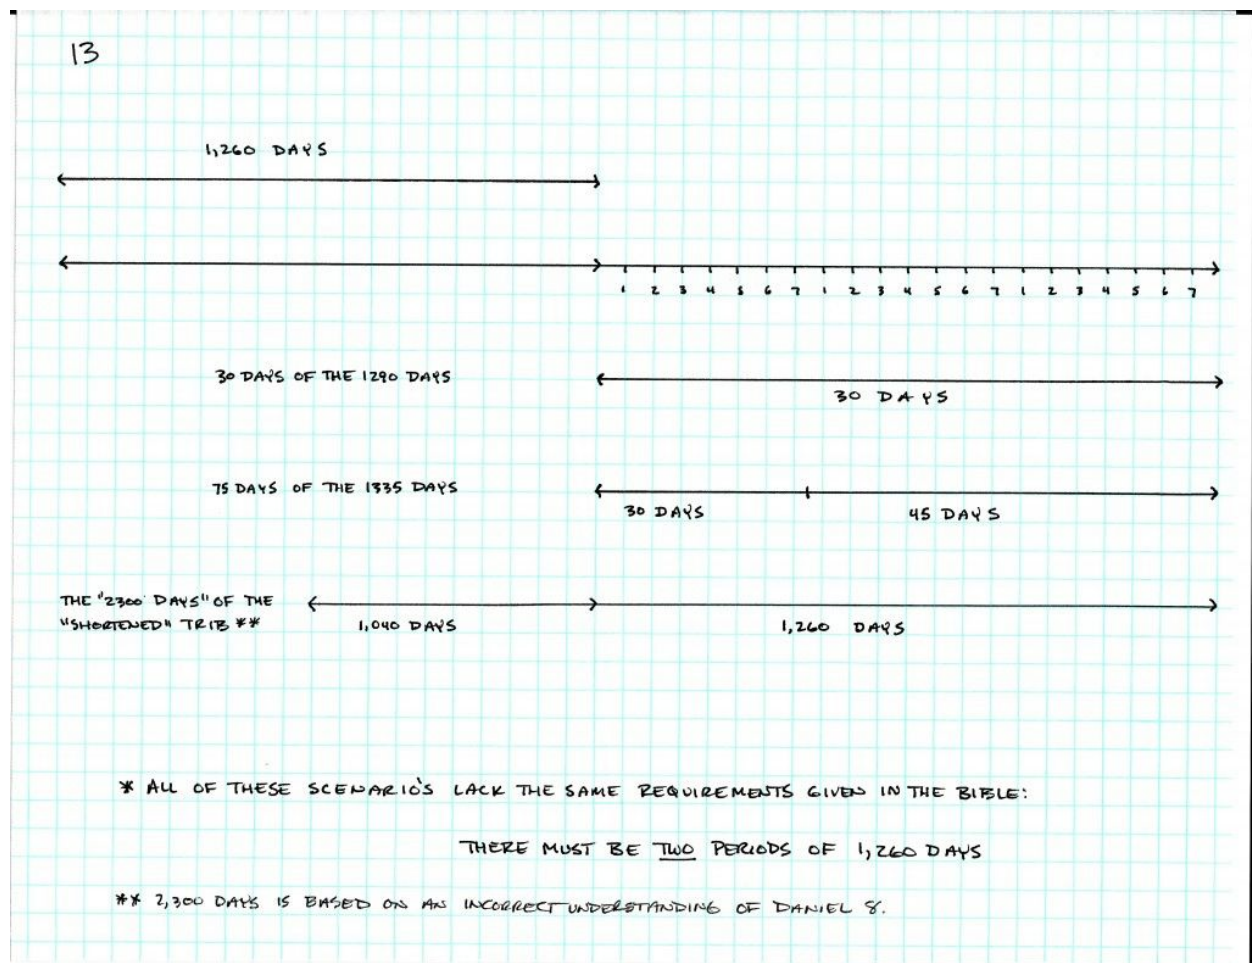 13
1,260 DAYS
1 2 3 4 5 6 7 1 2 3 4 5 6 7 1 2 3 4 5 6 7
30 DAYS OF THE 1290 DAYS
30 DAYS
75 DAYS OF THE 1335 DAYS
30 DAYS
45 DAYS
THE "2300 DAYS" OF THE
"SHORTENED" TRIB **
1,040 DAYS
1,260 DAYS
* ALL OF THESE SCENARIO'S LACK THE SAME REQUIREMENTS GIVEN IN THE BIBLE:
THERE MUST BE TWO PERIODS OF 1,260 DAYS
** 2,300 DAYS IS BASED ON AN INCORRECT UNDERSTANDING OF DANIEL 8.